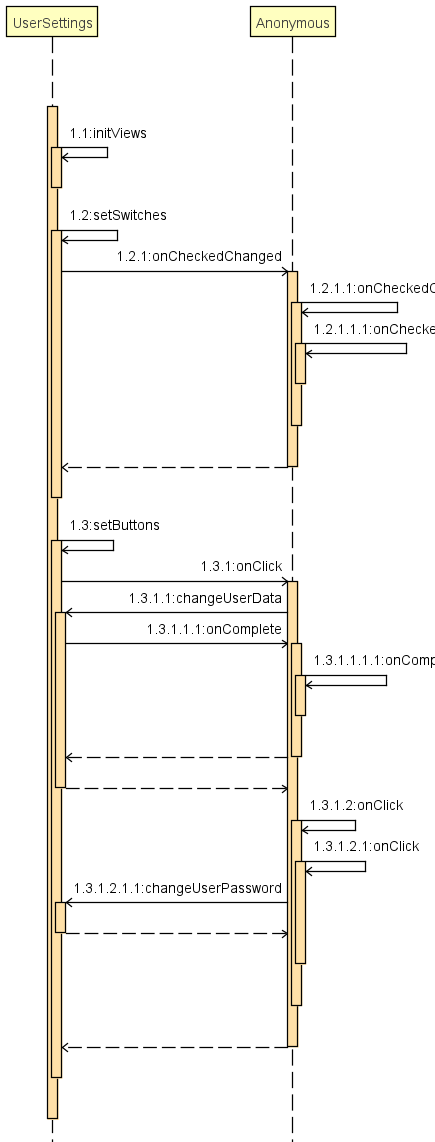 UserSettings
Anonymous
1.1:initViews
1.2:setSwitches
1.2.1:onCheckedChanged
1.2.1.1:onCheckedC
1.2.1.1.1:onChecke
1.3:setButtons
1.3.1:onClick
1.3.1.1:changeUserData
1.3.1.1.1:onComplete
1.3.1.1.1.1:onComp
1.3.1.2:onClick
1.3.1.2.1:onClick
1.3.1.2.1.1:changeUserPassword